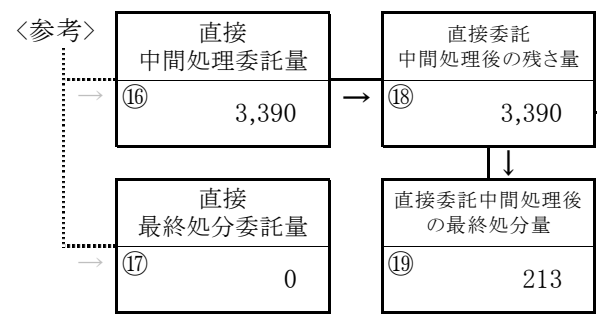 〈参考〉
直接
中間処理委託量
→
⑯
3,390
→
直接委託
中間処理後の残さ量
⑱
3,390
↓
直接
最終処分委託量
→
⑰
0
直接委託中間処理後
の最終処分量
⑲
213